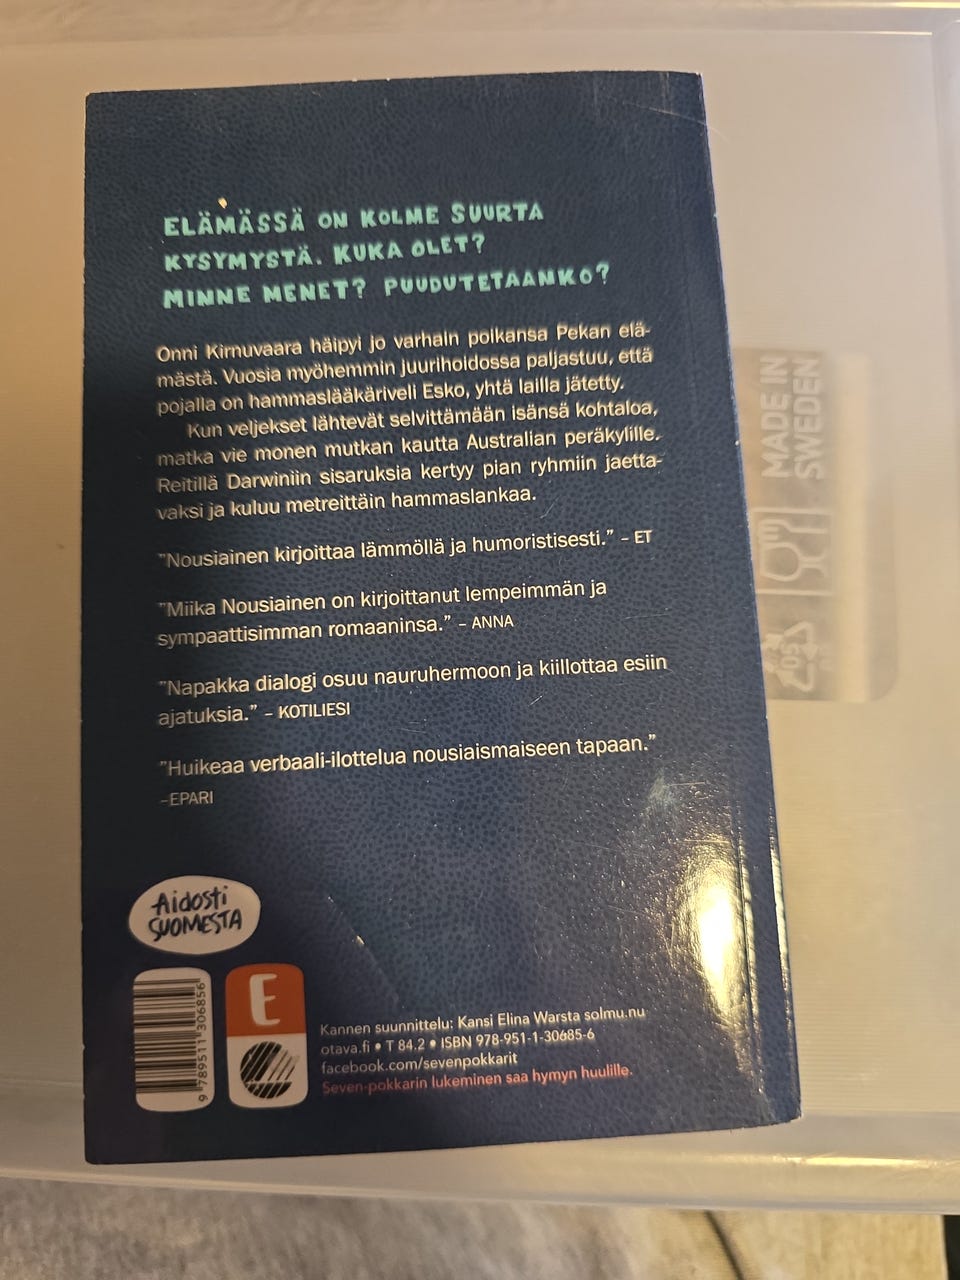 ELÄMÄSSÄ ON KOLME SUURTA
KYSYMYSTÄ. KUKA OLET?
MINNE MENET? PUUDUTETAANKO?
Onni Kirnuvaara häipyi jo varhain poikansa Pekan elä-
mästä. Vuosia myöhemmin juurihoidossa paljastuu, että
pojalla on hammaslääkäriveli Esko, yhtä lailla jätetty.
Kun veljekset lähtevät selvittämään isänsä kohtaloa,
matka vie monen mutkan kautta Australian peräkylille.
Reitillä Darwiniin sisaruksia kertyy pian ryhmiin jaetta-
vaksi ja kuluu metreittäin hammaslankaa.
"Nousiainen kirjoittaa lämmöllä ja humoristisesti." – ET
"Miika Nousiainen on kirjoittanut lempeimmän ja
sympaattisimman romaaninsa." – ANNA
"Napakka dialogi osuu nauruhermoon ja kiillottaa esiin
ajatuksia." – KOTILIESI
"Huikeaa verbaali-ilottelua nousiaismaiseen tapaan."
–EPARI
Aidosti
SUOMESTA
9 789511 306856
E
Kannen suunnittelu: Kansi Elina Warsta solmu.nu
otava.fi • T 84.2 • ISBN 978-951-1-30685-6
facebook.com/sevenpokkarit
Seven-pokkarin lukeminen saa hymyn huulille.
MADE IN
SWEDEN